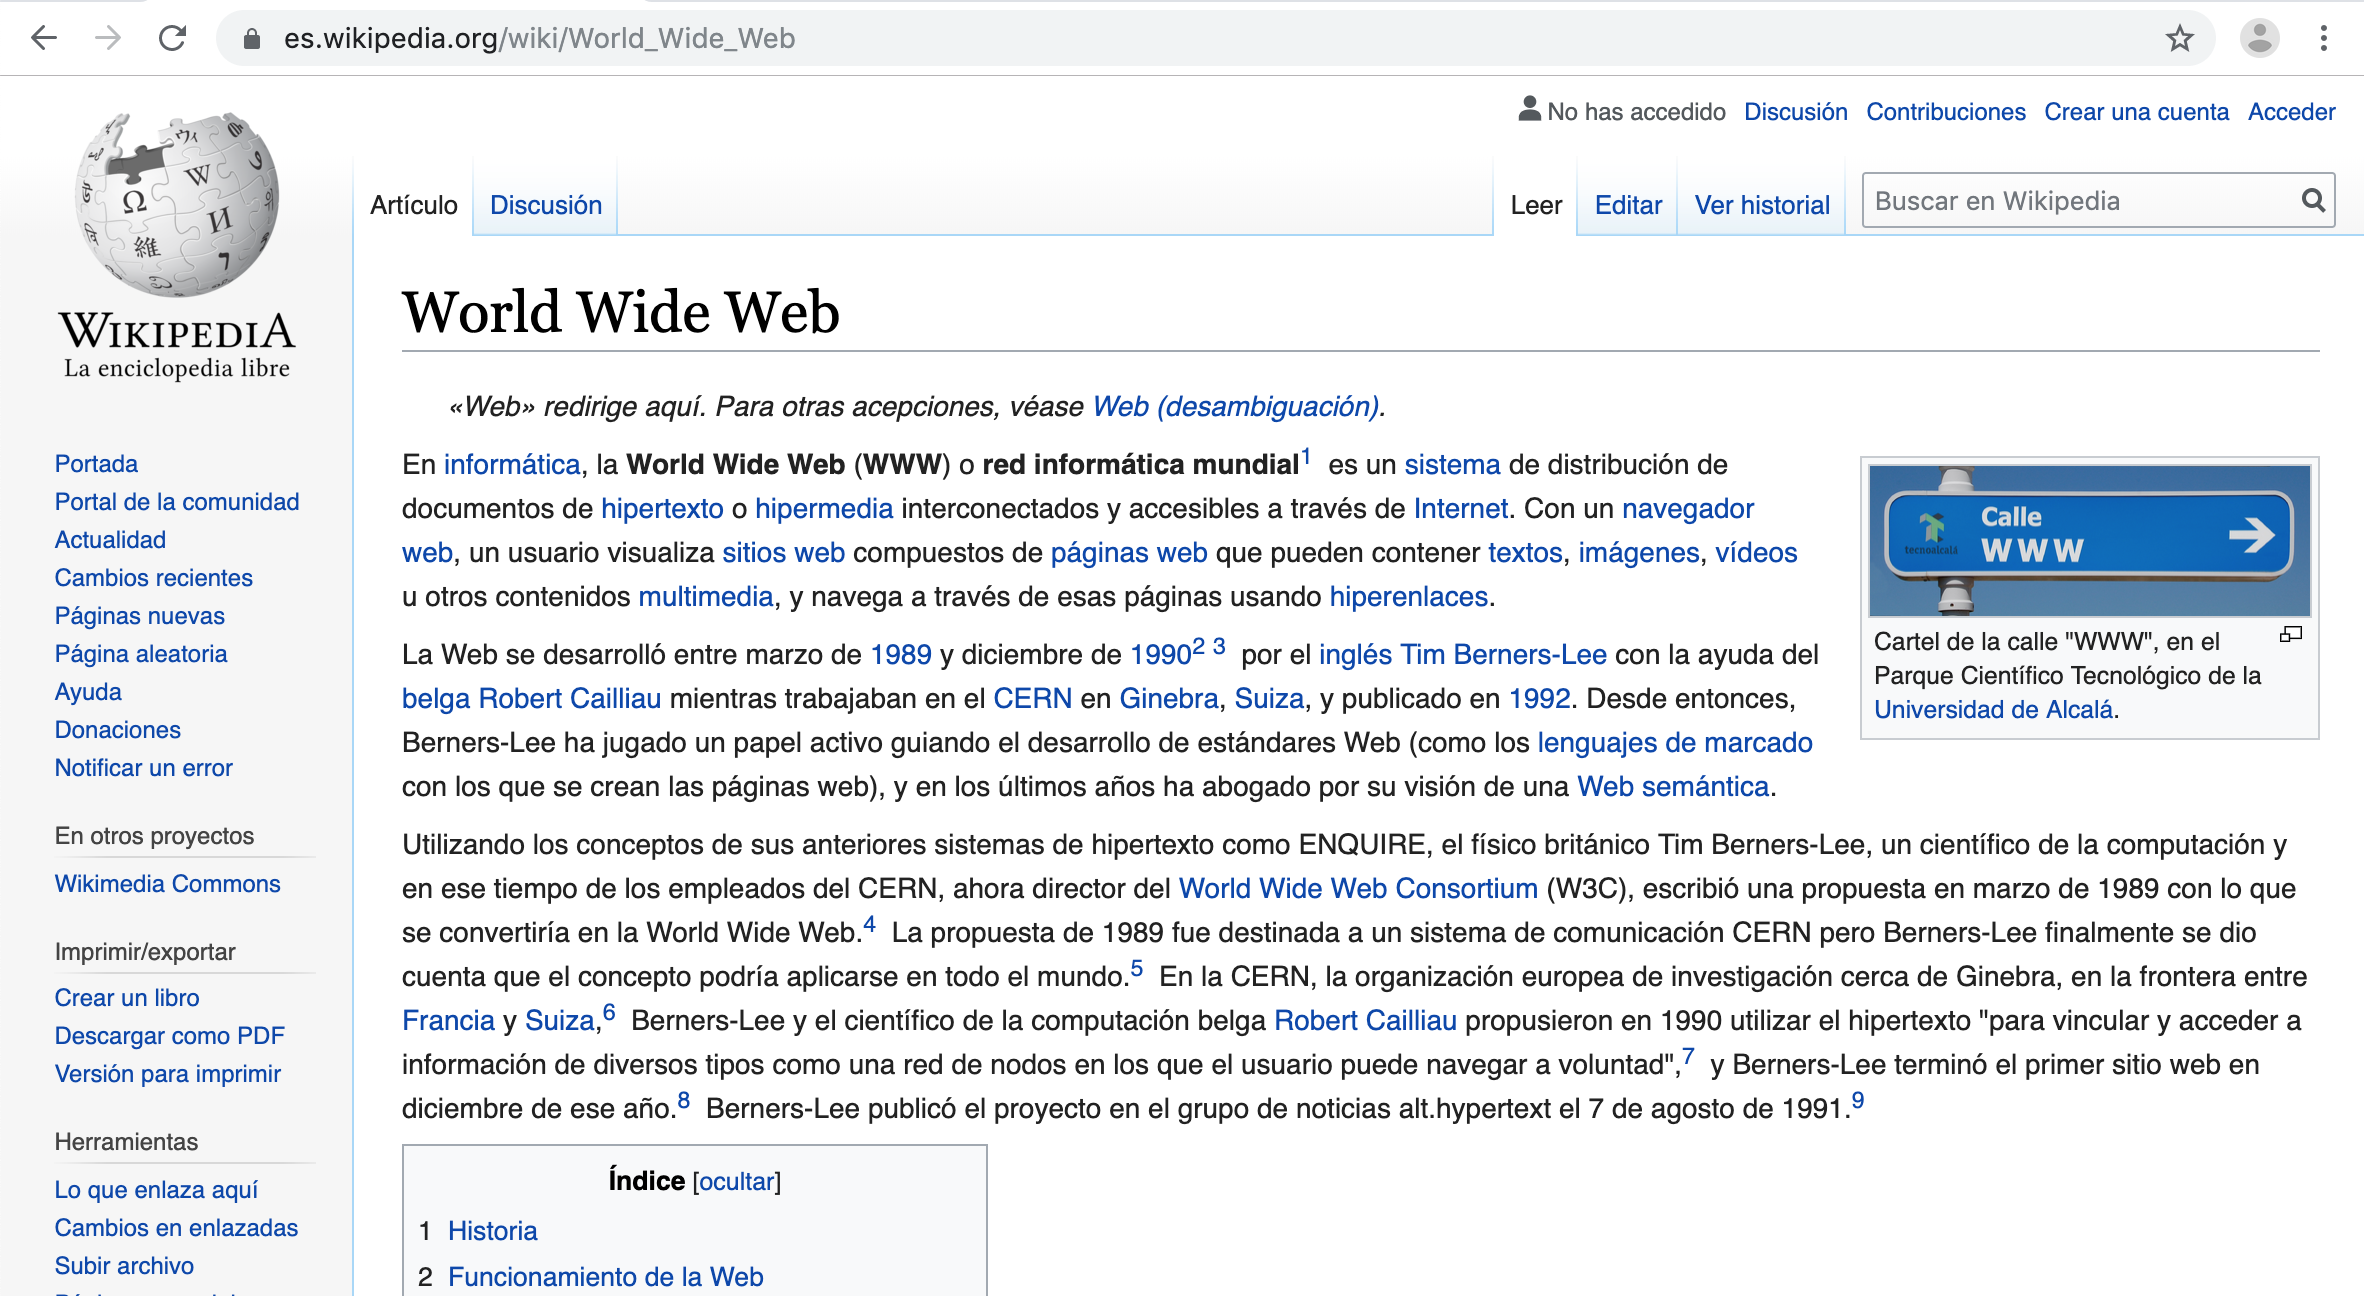 es.wikipedia.org/wiki/World_Wide_Web
No has accedido Discusión Contribuciones Crear una cuenta Acceder
Artículo Discusión Leer Editar Ver historial Buscar en Wikipedia
WIKIPEDIA
La enciclopedia libre
Portada
Portal de la comunidad
Actualidad
Cambios recientes
Páginas nuevas
Página aleatoria
Ayuda
Donaciones
Notificar un error
En otros proyectos
Wikimedia Commons
Imprimir/exportar
Crear un libro
Descargar como PDF
Versión para imprimir
Herramientas
Lo que enlaza aquí
Cambios en enlazadas
Subir archivo
World Wide Web
«Web» redirige aquí. Para otras acepciones, véase Web (desambiguación).
En informática, la World Wide Web (WWW) o red informática mundial1 es un sistema de distribución de
documentos de hipertexto o hipermedia interconectados y accesibles a través de Internet. Con un navegador
web, un usuario visualiza sitios web compuestos de páginas web que pueden contener textos, imágenes, vídeos
u otros contenidos multimedia, y navega a través de esas páginas usando hiperenlaces.
La Web se desarrolló entre marzo de 1989 y diciembre de 19902 3 por el inglés Tim Berners-Lee con la ayuda del
belga Robert Cailliau mientras trabajaban en el CERN en Ginebra, Suiza, y publicado en 1992. Desde entonces,
Berners-Lee ha jugado un papel activo guiando el desarrollo de estándares Web (como los lenguajes de marcado
con los que se crean las páginas web), y en los últimos años ha abogado por su visión de una Web semántica.
Calle
WWW
tecnoalcalá
Cartel de la calle "WWW", en el
Parque Científico Tecnológico de la
Universidad de Alcalá.
Utilizando los conceptos de sus anteriores sistemas de hipertexto como ENQUIRE, el físico británico Tim Berners-Lee, un científico de la computación y
en ese tiempo de los empleados del CERN, ahora director del World Wide Web Consortium (W3C), escribió una propuesta en marzo de 1989 con lo que
se convertiría en la World Wide Web.4 La propuesta de 1989 fue destinada a un sistema de comunicación CERN pero Berners-Lee finalmente se dio
cuenta que el concepto podría aplicarse en todo el mundo.5 En la CERN, la organización europea de investigación cerca de Ginebra, en la frontera entre
Francia y Suiza,6 Berners-Lee y el científico de la computación belga Robert Cailliau propusieron en 1990 utilizar el hipertexto "para vincular y acceder a
información de diversos tipos como una red de nodos en los que el usuario puede navegar a voluntad",7 y Berners-Lee terminó el primer sitio web en
diciembre de ese año.8 Berners-Lee publicó el proyecto en el grupo de noticias alt.hypertext el 7 de agosto de 1991.9
Índice [ocultar]
1 Historia
2 Funcionamiento de la Web